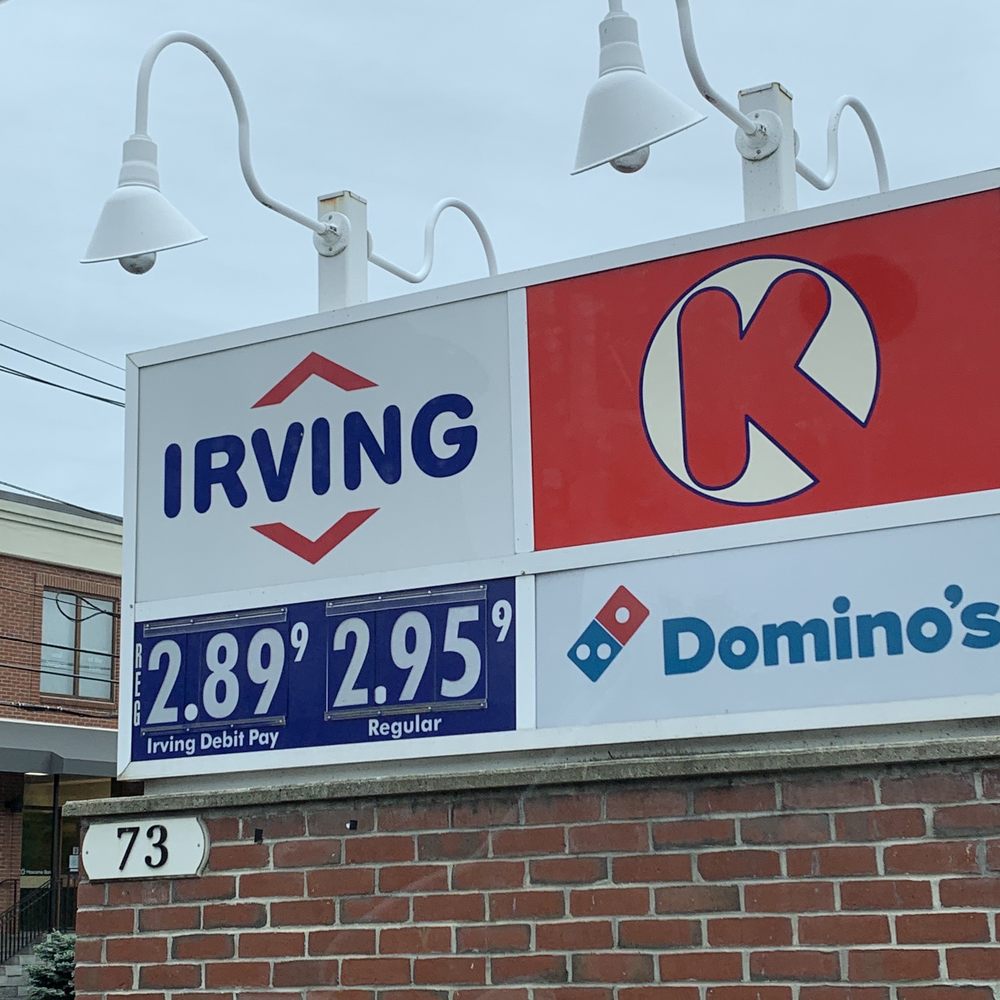 IRVING
K
REG
2.89 9
2.95 9
Irving Debit Pay
Regular
Domino's
73